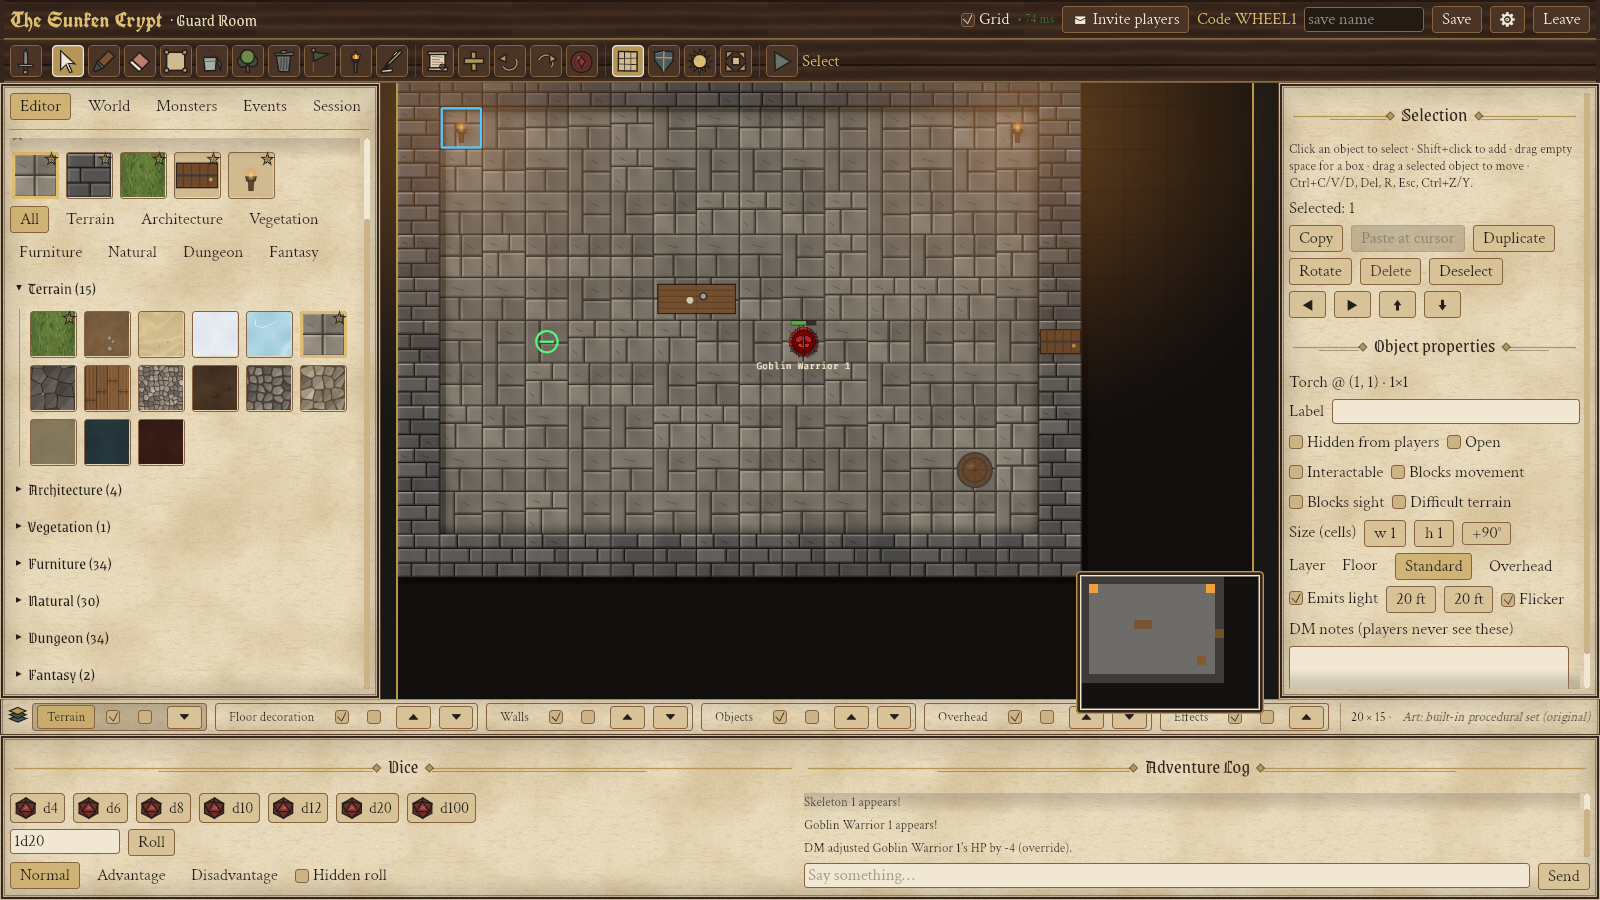 The Sunken Crypt · Guard Room
Grid • 74 ms Invite players Code WHEEL1 save name Save Leave
Select
Editor World Monsters Events Session
All Terrain Architecture Vegetation
Furniture Natural Dungeon Fantasy
Terrain (15)
Architecture (4)
Vegetation (1)
Furniture (34)
Natural (30)
Dungeon (34)
Fantasy (2)
Goblin Warrior 1
Selection
Click an object to select · Shift+click to add · drag empty
space for a box · drag a selected object to move ·
Ctrl+C/V/D, Del, R, Esc, Ctrl+Z/Y.
Selected: 1
Copy Paste at cursor Duplicate
Rotate Delete Deselect
Object properties
Torch @ (1, 1) · 1×1
Label
Hidden from players Open
Interactable Blocks movement
Blocks sight Difficult terrain
Size (cells) w 1 h 1 +90°
Layer Floor Standard Overhead
Emits light 20 ft 20 ft Flicker
DM notes (players never see these)
Terrain Floor decoration Walls Objects Overhead Effects 20 × 15 · Art: built-in procedural set (original)
Dice
d4 d6 d8 d10 d12 d20 d100
1d20 Roll
Normal Advantage Disadvantage Hidden roll
Adventure Log
Skeleton 1 appears!
Goblin Warrior 1 appears!
DM adjusted Goblin Warrior 1's HP by -4 (override).
Say something... Send